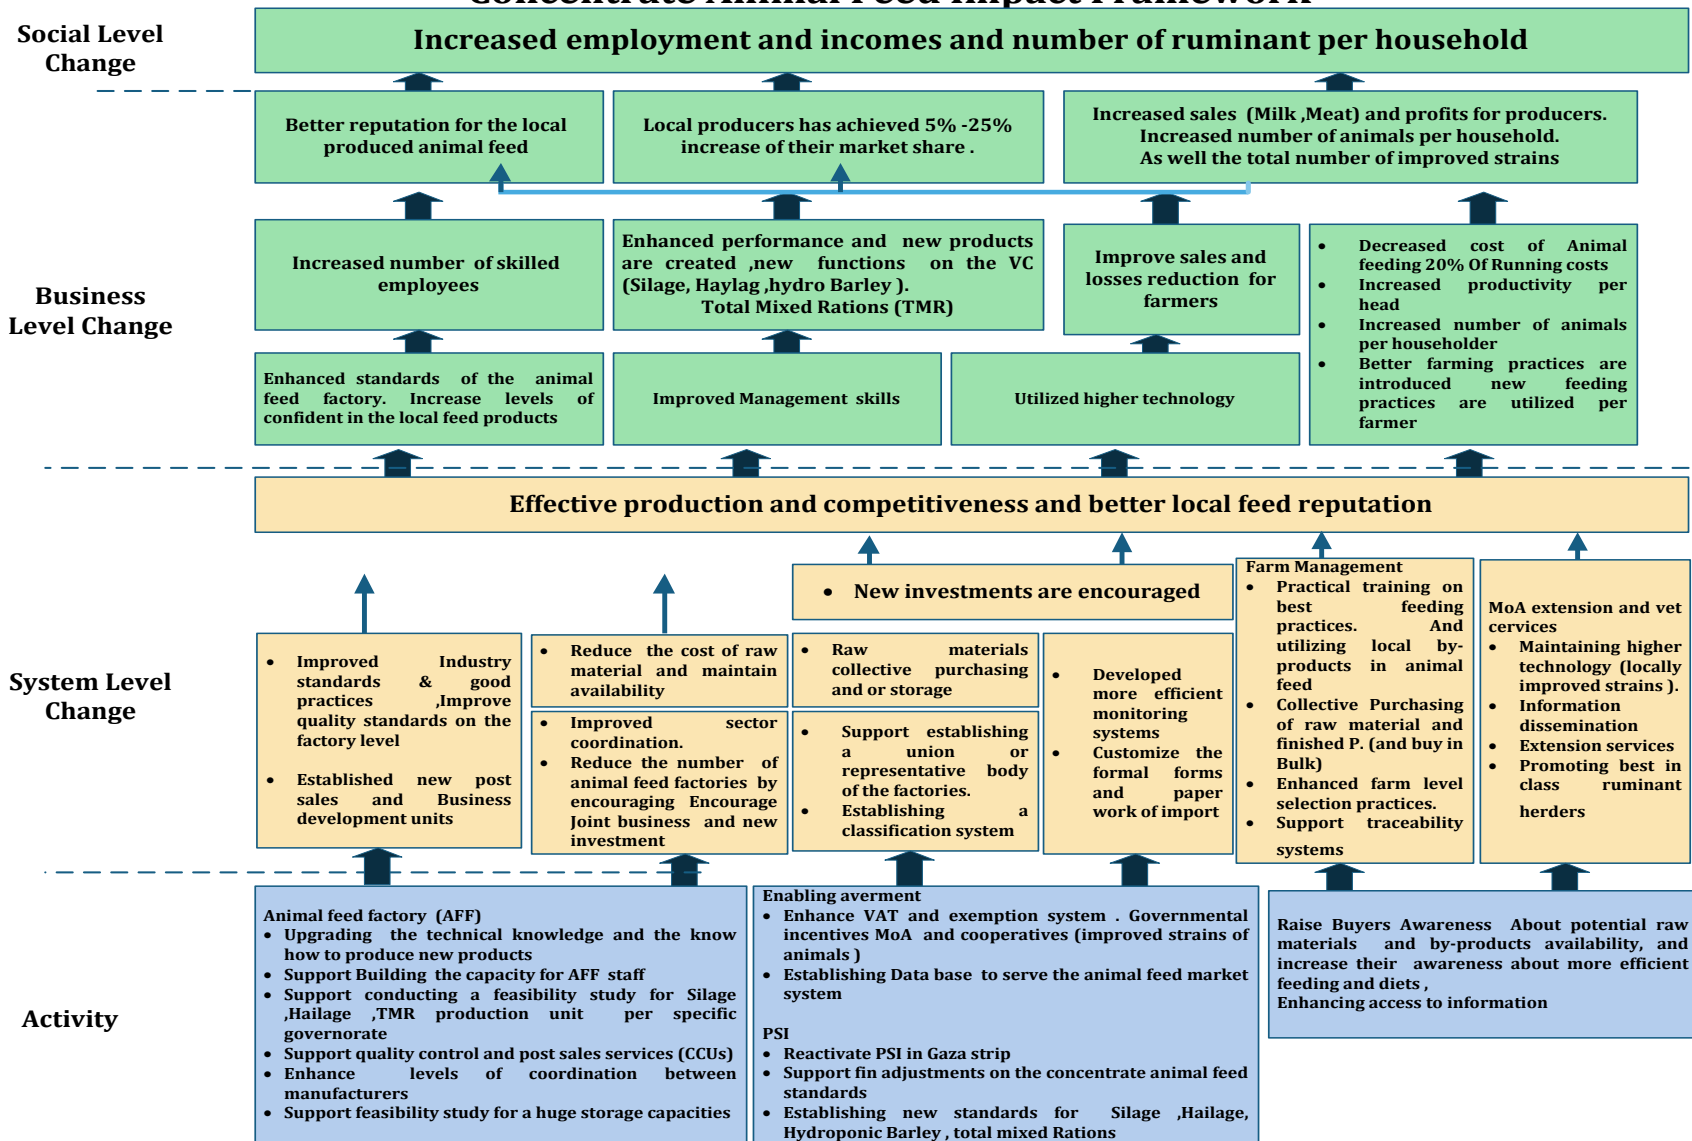 Concentrate Animal Feed Impact Framework
Social Level
Change
Increased employment and incomes and number of ruminant per household
Better reputation for the local
produced animal feed
Local producers has achieved 5% -25%
increase of their market share .
Increased sales (Milk ,Meat) and profits for producers.
Increased number of animals per household.
As well the total number of improved strains
Business
Level Change
Increased number of skilled
employees
Enhanced performance and new products
are created ,new functions on the VC
(Silage, Haylag ,hydro Barley ).
Total Mixed Rations (TMR)
Improve sales and
losses reduction for
farmers
• Decreased cost of Animal
feeding 20% Of Running costs
• Increased productivity per
head
• Increased number of animals
per householder
• Better farming practices are
introduced new feeding
practices are utilized per
farmer
Enhanced standards of the animal
feed factory. Increase levels of
confident in the local feed products
Improved Management skills
Utilized higher technology
Effective production and competitiveness and better local feed reputation
System Level
Change
• New investments are encouraged
• Improved Industry
standards & good
practices ,Improve
quality standards on the
factory level
• Established new post
sales and Business
development units
• Reduce the cost of raw
material and maintain
availability
• Improved sector
coordination.
• Reduce the number of
animal feed factories by
encouraging Encourage
Joint business and new
investment
• Raw materials
collective purchasing
and or storage
• Support establishing
a union or
representative body
of the factories.
• Establishing a
classification system
• Developed
more efficient
monitoring
systems
• Customize the
formal forms
and paper
work of import
Farm Management
• Practical training on
best feeding
practices. And
utilizing local by-
products in animal
feed
• Collective Purchasing
of raw material and
finished P. (and buy in
Bulk)
• Enhanced farm level
selection practices.
• Support traceability
systems
MoA extension and vet
cervices
• Maintaining higher
technology (locally
improved strains ).
• Information
dissemination
• Extension services
• Promoting best in
class ruminant
herders
Activity
Animal feed factory (AFF)
• Upgrading the technical knowledge and the know
how to produce new products
• Support Building the capacity for AFF staff
• Support conducting a feasibility study for Silage
,Hailage ,TMR production unit per specific
governorate
• Support quality control and post sales services (CCUs)
• Enhance levels of coordination between
manufacturers
• Support feasibility study for a huge storage capacities
Enabling averment
• Enhance VAT and exemption system . Governmental
incentives MoA and cooperatives (improved strains of
animals )
• Establishing Data base to serve the animal feed market
system
PSI
• Reactivate PSI in Gaza strip
• Support fin adjustments on the concentrate animal feed
standards
• Establishing new standards for Silage ,Hailage,
Hydroponic Barley , total mixed Rations
Raise Buyers Awareness About potential raw
materials and by-products availability, and
increase their awareness about more efficient
feeding and diets ,
Enhancing access to information